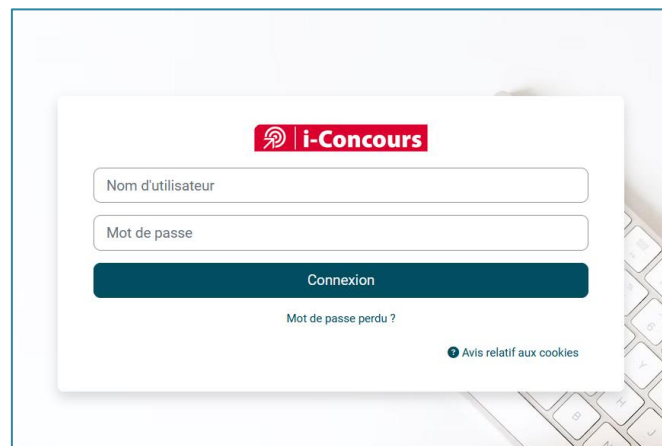 i-Concours
Nom d'utilisateur
Mot de passe
Connexion
Mot de passe perdu ?
Avis relatif aux cookies